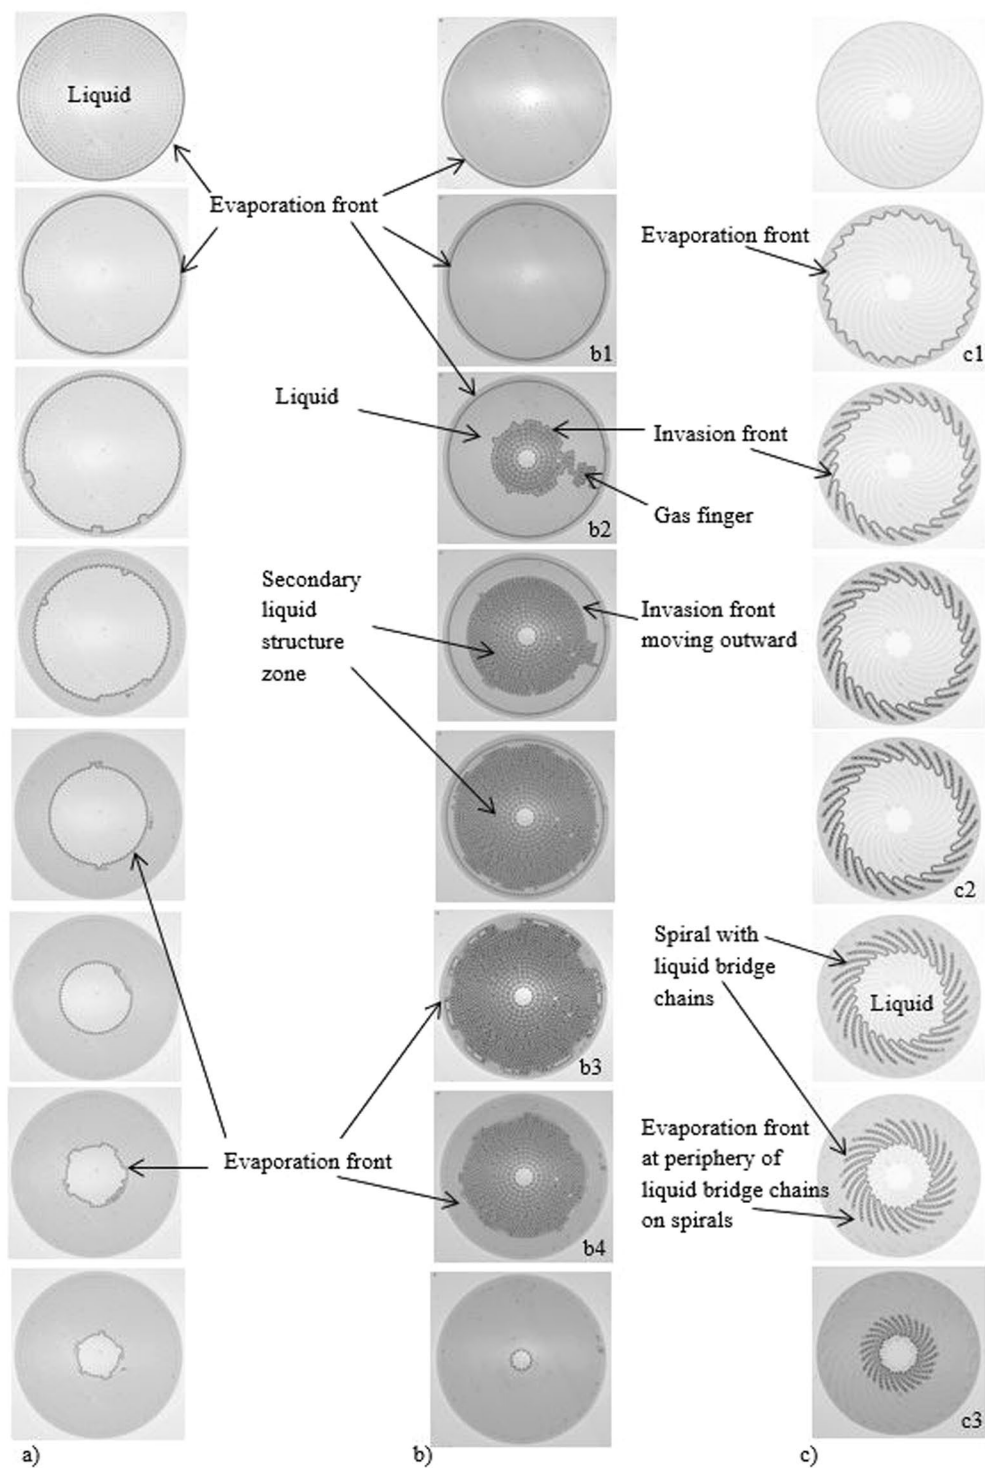 Liquid
Evaporation front
Evaporation front
b1
c1
Liquid
Invasion front
Gas finger
b2
Secondary
liquid
structure
zone
Invasion front
moving outward
c2
Spiral with
liquid bridge
chains
Liquid
b3
Evaporation front
Evaporation front
at periphery of
liquid bridge chains
on spirals
b4
c3
a)
b)
c)